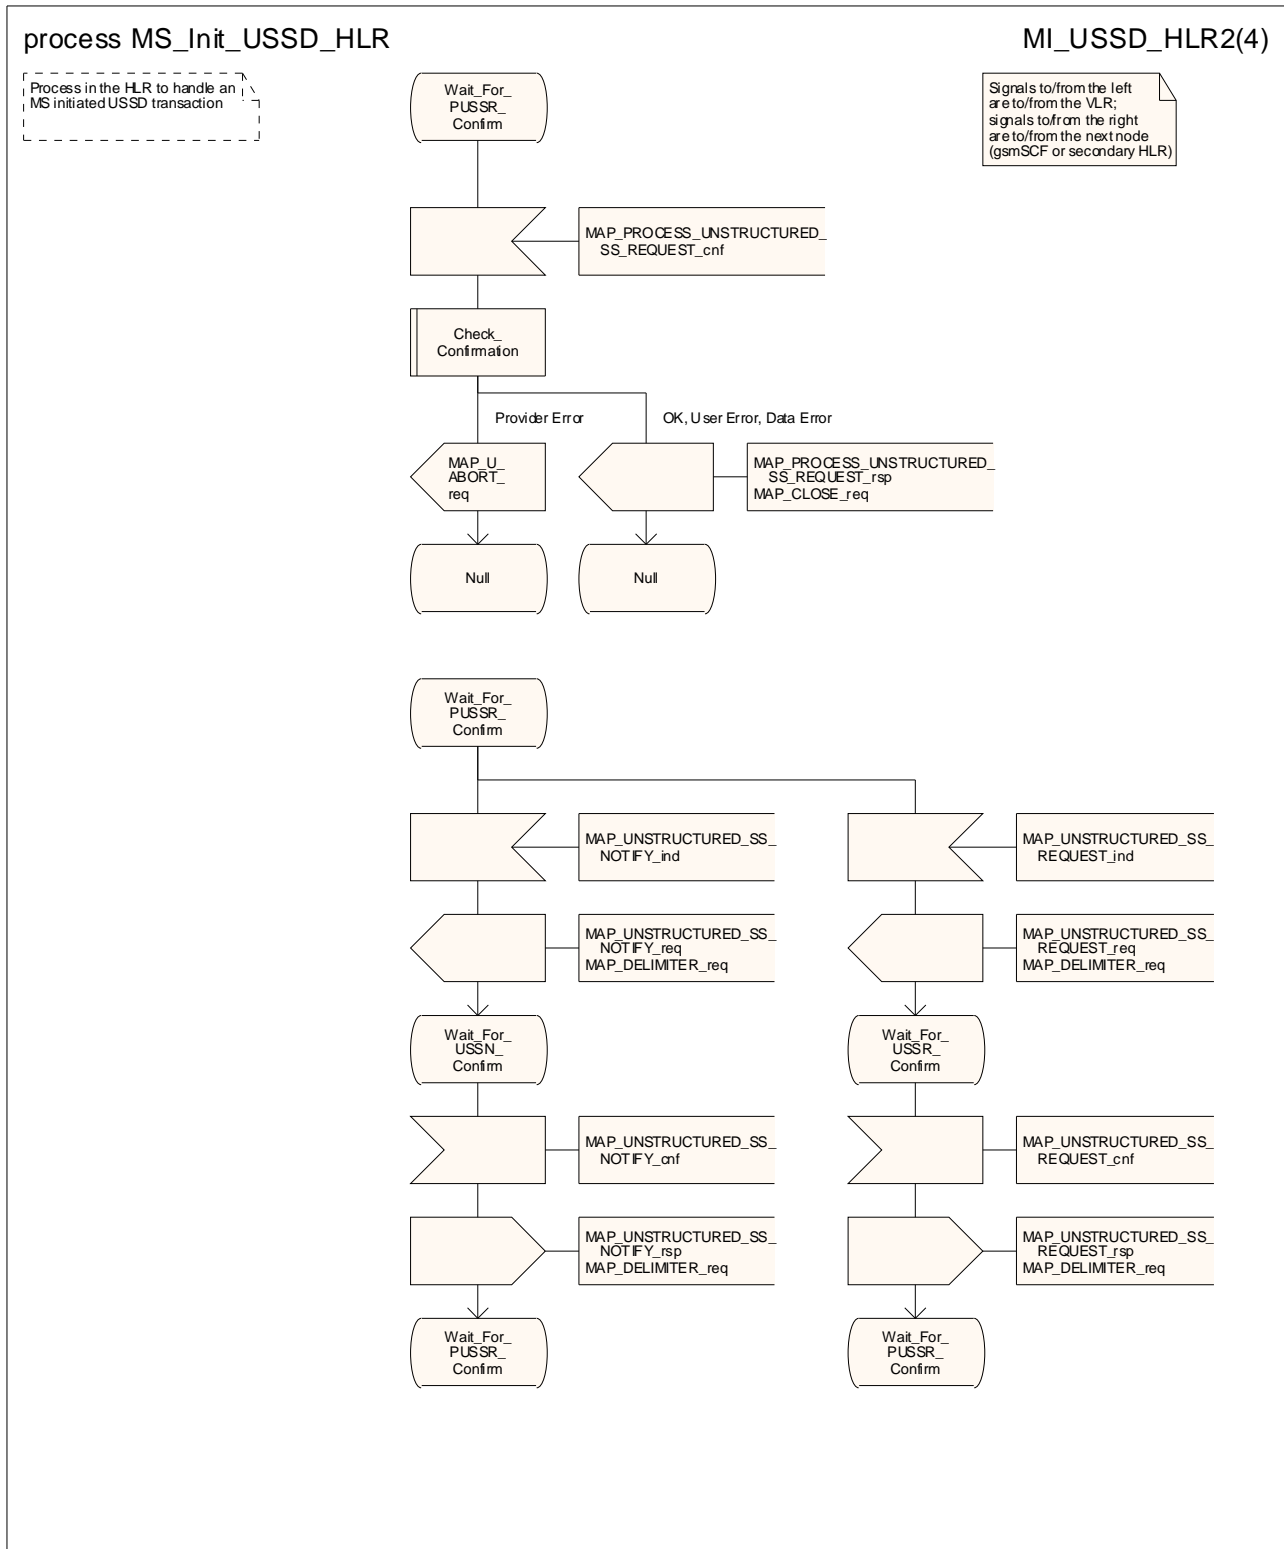 process MS_Init_USSD_HLR
MI_USSD_HLR2(4)
Process in the HLR to handle an
MS initiated USSD transaction
Signals to/from the left
are to/from the VLR;
signals to/from the right
are to/from the next node
(gsmSCF or secondary HLR)
Wait_For_
PUSSR_
Confirm
MAP_PROCESS_UNSTRUCTURED_
SS_REQUEST_cnf
Check_
Confirmation
Provider Error
OK, User Error, Data Error
MAP_U_
ABORT_
req
MAP_PROCESS_UNSTRUCTURED_
SS_REQUEST_rsp
MAP_CLOSE_req
Null
Null
Wait_For_
PUSSR_
Confirm
MAP_UNSTRUCTURED_SS_
NOTIFY_ind
MAP_UNSTRUCTURED_SS_
REQUEST_ind
MAP_UNSTRUCTURED_SS_
NOTIFY_req
MAP_DELIMITER_req
MAP_UNSTRUCTURED_SS_
REQUEST_req
MAP_DELIMITER_req
Wait_For_
USSN_
Confirm
Wait_For_
USSR_
Confirm
MAP_UNSTRUCTURED_SS_
NOTIFY_cnf
MAP_UNSTRUCTURED_SS_
REQUEST_cnf
MAP_UNSTRUCTURED_SS_
NOTIFY_rsp
MAP_DELIMITER_req
MAP_UNSTRUCTURED_SS_
REQUEST_rsp
MAP_DELIMITER_req
Wait_For_
PUSSR_
Confirm
Wait_For_
PUSSR_
Confirm